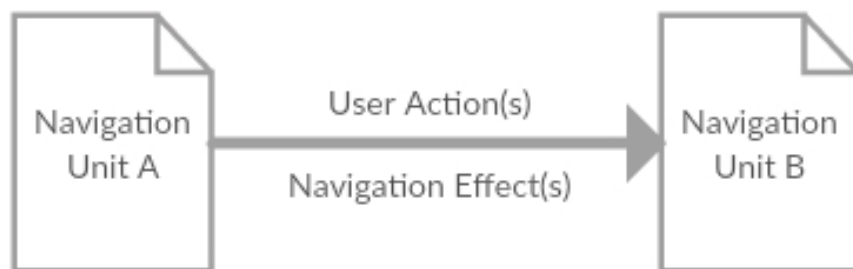 Navigation
Unit A
User Action(s)
Navigation Effect(s)
Navigation
Unit B